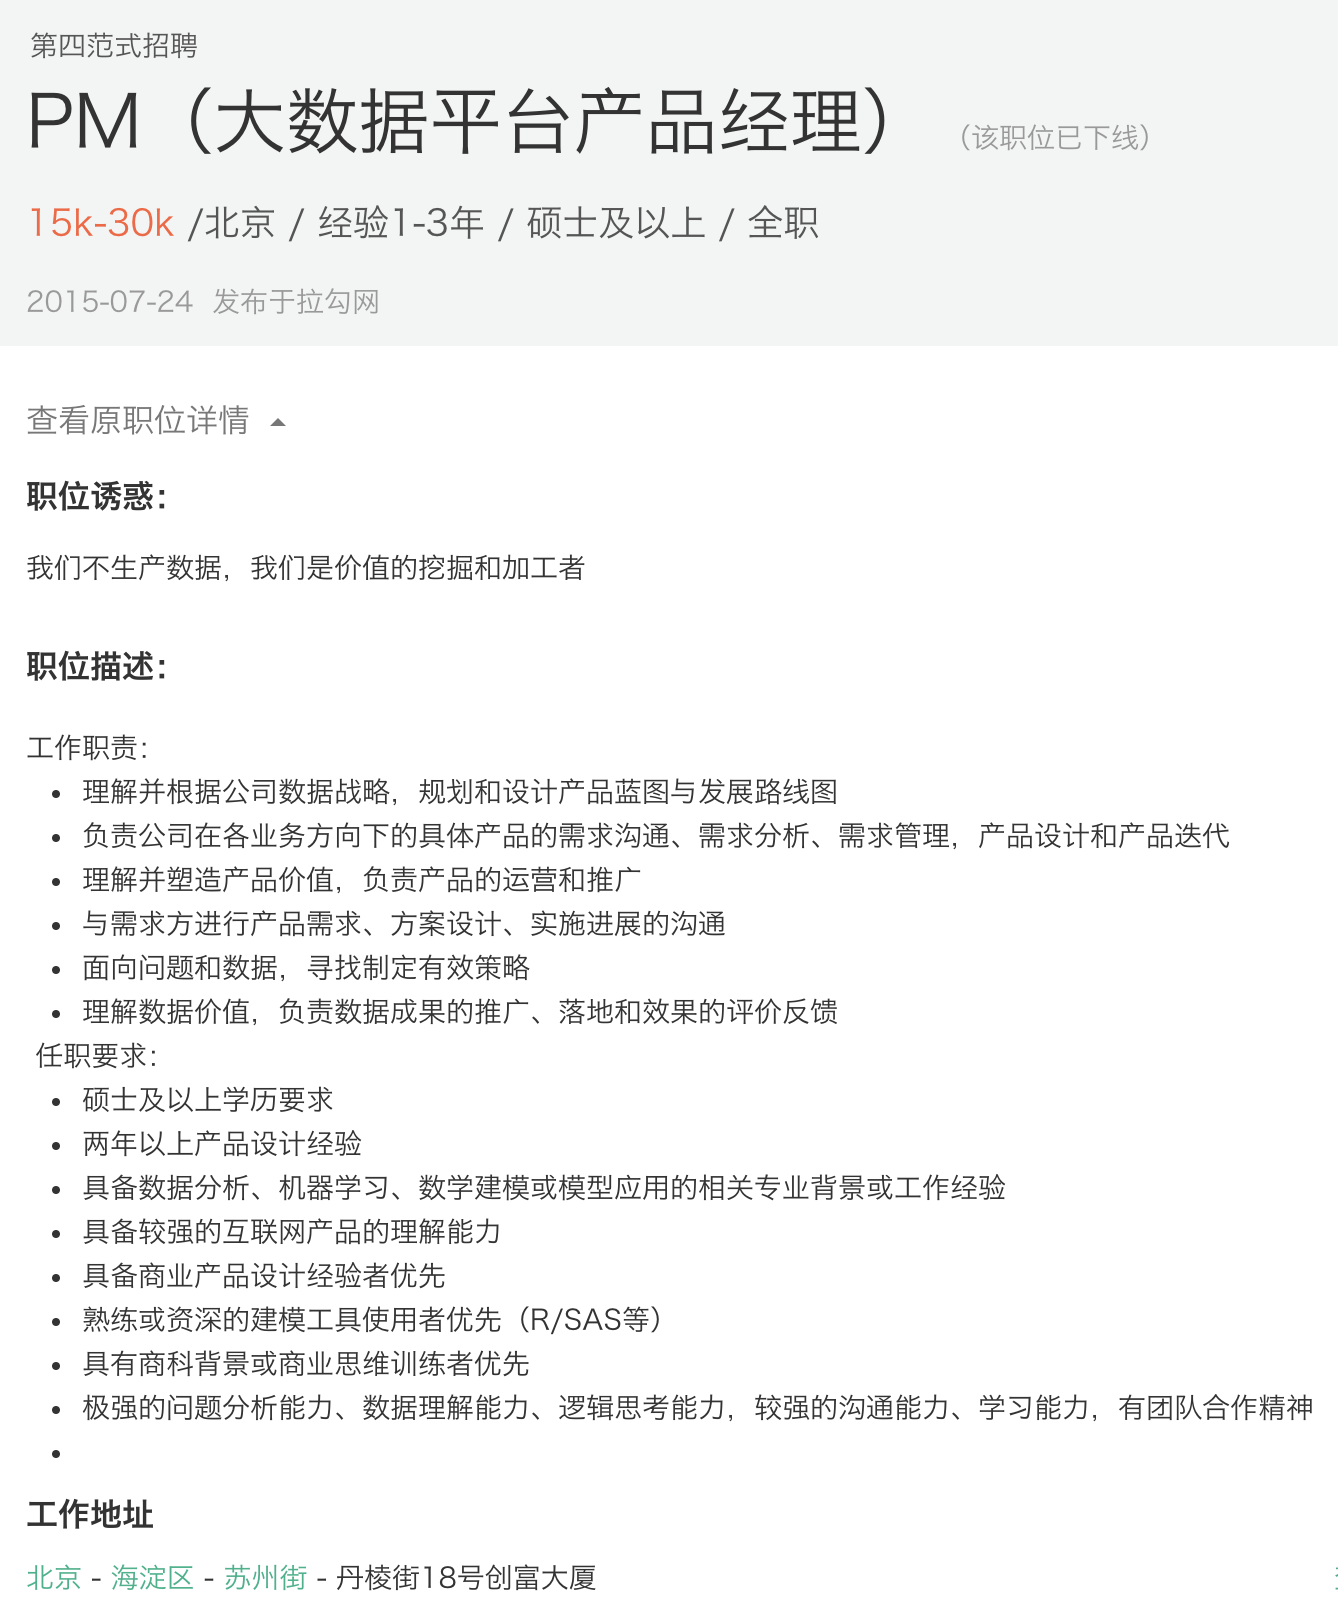 第四范式招聘
PM（大数据平台产品经理） （该职位已下线）
15k-30k /北京 / 经验1-3年 / 硕士及以上 / 全职
2015-07-24 发布于拉勾网
查看原职位详情
职位诱惑：
我们不生产数据，我们是价值的挖掘和加工者
职位描述：
工作职责：
• 理解并根据公司数据战略，规划和设计产品蓝图与发展路线图
• 负责公司在各业务方向下的具体产品的需求沟通、需求分析、需求管理，产品设计和产品迭代
• 理解并塑造产品价值，负责产品的运营和推广
• 与需求方进行产品需求、方案设计、实施进展的沟通
• 面向问题和数据，寻找制定有效策略
• 理解数据价值，负责数据成果的推广、落地和效果的评价反馈
任职要求：
• 硕士及以上学历要求
• 两年以上产品设计经验
• 具备数据分析、机器学习、数学建模或模型应用的相关专业背景或工作经验
• 具备较强的互联网产品的理解能力
• 具备商业产品设计经验者优先
• 熟练或资深的建模工具使用者优先（R/SAS等）
• 具有商科背景或商业思维训练者优先
• 极强的问题分析能力、数据理解能力、逻辑思考能力，较强的沟通能力、学习能力，有团队合作精神
•
工作地址
北京 - 海淀区 - 苏州街 - 丹棱街18号创富大厦